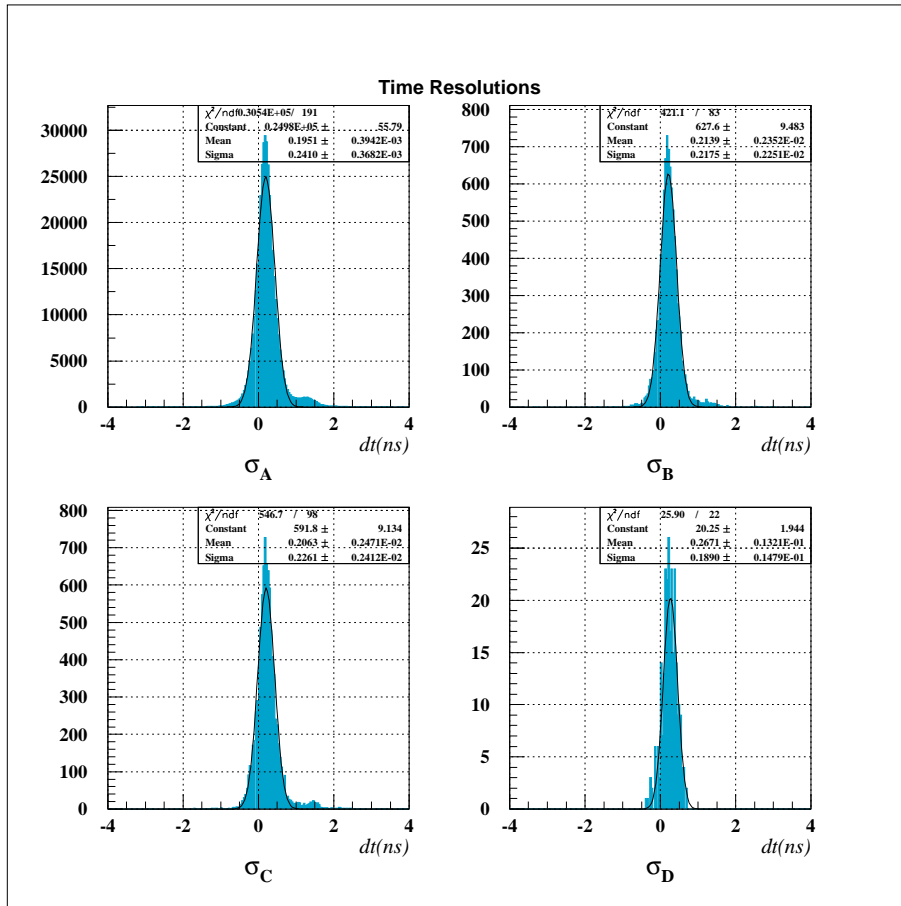 Time Resolutions
χ²/ndf 0.3054E+05/ 191
Constant 0.2498E+05 ± 55.79
Mean 0.1951 ± 0.3942E-03
Sigma 0.2410 ± 0.3682E-03
30000
25000
20000
15000
10000
5000
0
-4 -2 0 2 4
dt(ns)
σA
χ²/ndf 421.1 / 83
Constant 627.6 ± 9.483
Mean 0.2139 ± 0.2352E-02
Sigma 0.2175 ± 0.2251E-02
800
700
600
500
400
300
200
100
0
-4 -2 0 2 4
dt(ns)
σB
χ²/ndf 546.7 / 98
Constant 591.8 ± 9.134
Mean 0.2063 ± 0.2471E-02
Sigma 0.2261 ± 0.2412E-02
800
700
600
500
400
300
200
100
0
-4 -2 0 2 4
dt(ns)
σC
χ²/ndf 25.90 / 22
Constant 20.25 ± 1.944
Mean 0.2671 ± 0.1321E-01
Sigma 0.1890 ± 0.1479E-01
25
20
15
10
5
0
-4 -2 0 2 4
dt(ns)
σD